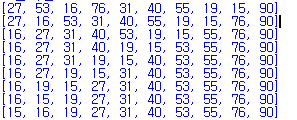 [27, 53, 16, 76, 31, 40, 55, 19, 15, 90]
[27, 16, 53, 31, 40, 55, 19, 15, 76, 90]
[16, 27, 31, 40, 53, 19, 15, 55, 76, 90]
[16, 27, 31, 40, 19, 15, 53, 55, 76, 90]
[16, 27, 31, 19, 15, 40, 53, 55, 76, 90]
[16, 27, 19, 15, 31, 40, 53, 55, 76, 90]
[16, 19, 15, 27, 31, 40, 53, 55, 76, 90]
[16, 15, 19, 27, 31, 40, 53, 55, 76, 90]
[15, 16, 19, 27, 31, 40, 53, 55, 76, 90]